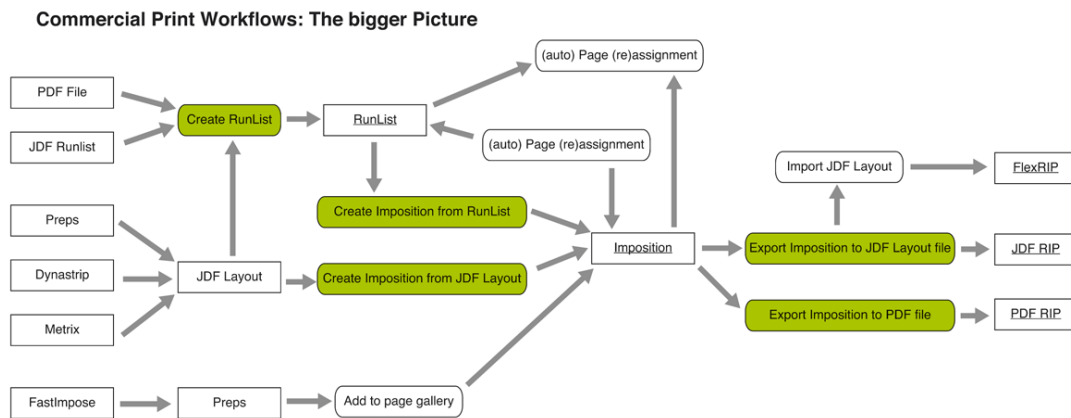 Commercial Print Workflows: The bigger Picture
(auto) Page (re)assignment
PDF File
Create RunList
RunList
JDF Runlist
(auto) Page (re)assignment
Import JDF Layout
FlexRIP
Preps
Create Imposition from RunList
Imposition
Export Imposition to JDF Layout file
JDF RIP
Dynastrip
JDF Layout
Create Imposition from JDF Layout
Metrix
Export Imposition to PDF file
PDF RIP
FastImpose
Preps
Add to page gallery